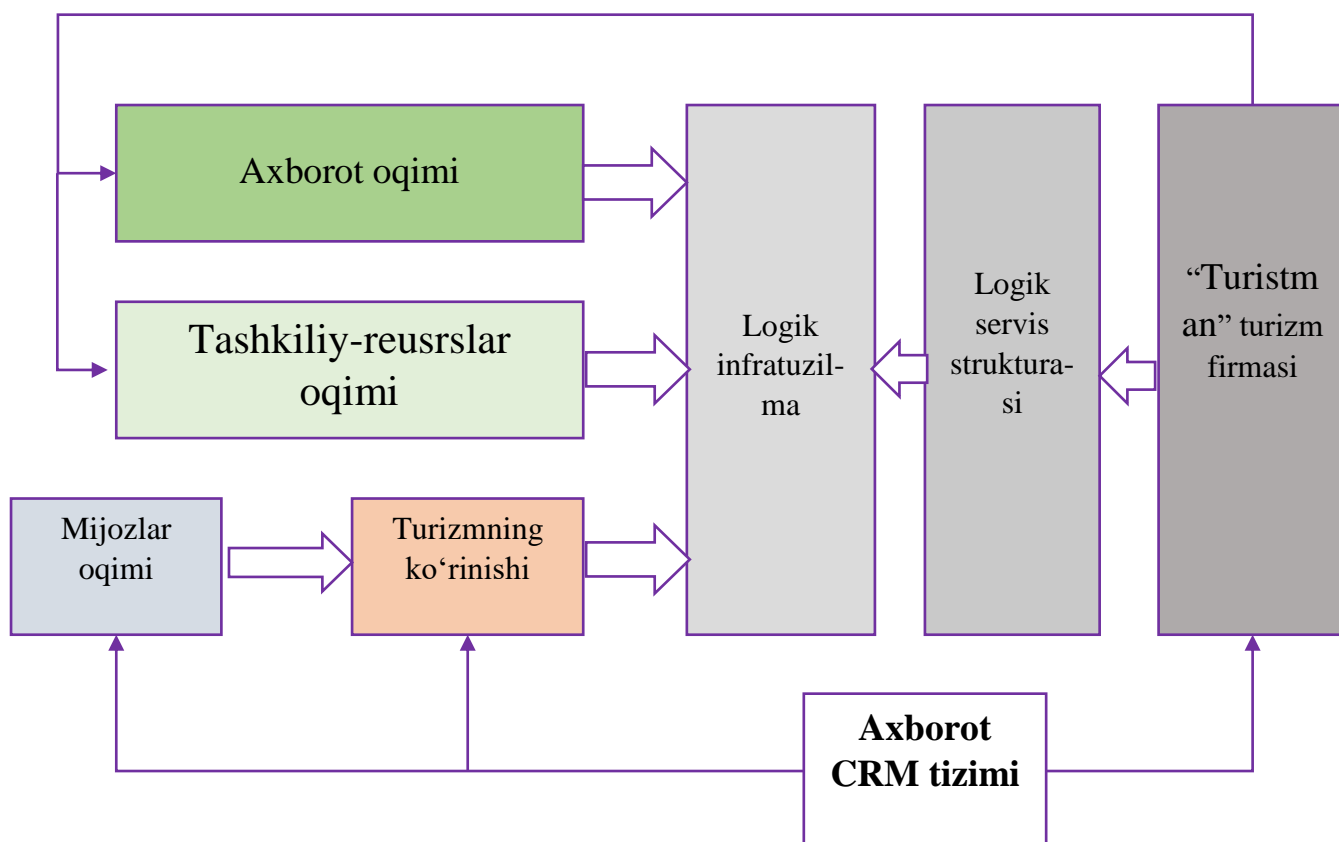 Axborot oqimi
Tashkiliy-reusrslar
oqimi
Mijozlar
oqimi
Turizmning
ko‘rinishi
Logik
infratuzil-
ma
Logik
servis
struktura-
si
“Turistm
an” turizm
firmasi
Axborot
CRM tizimi